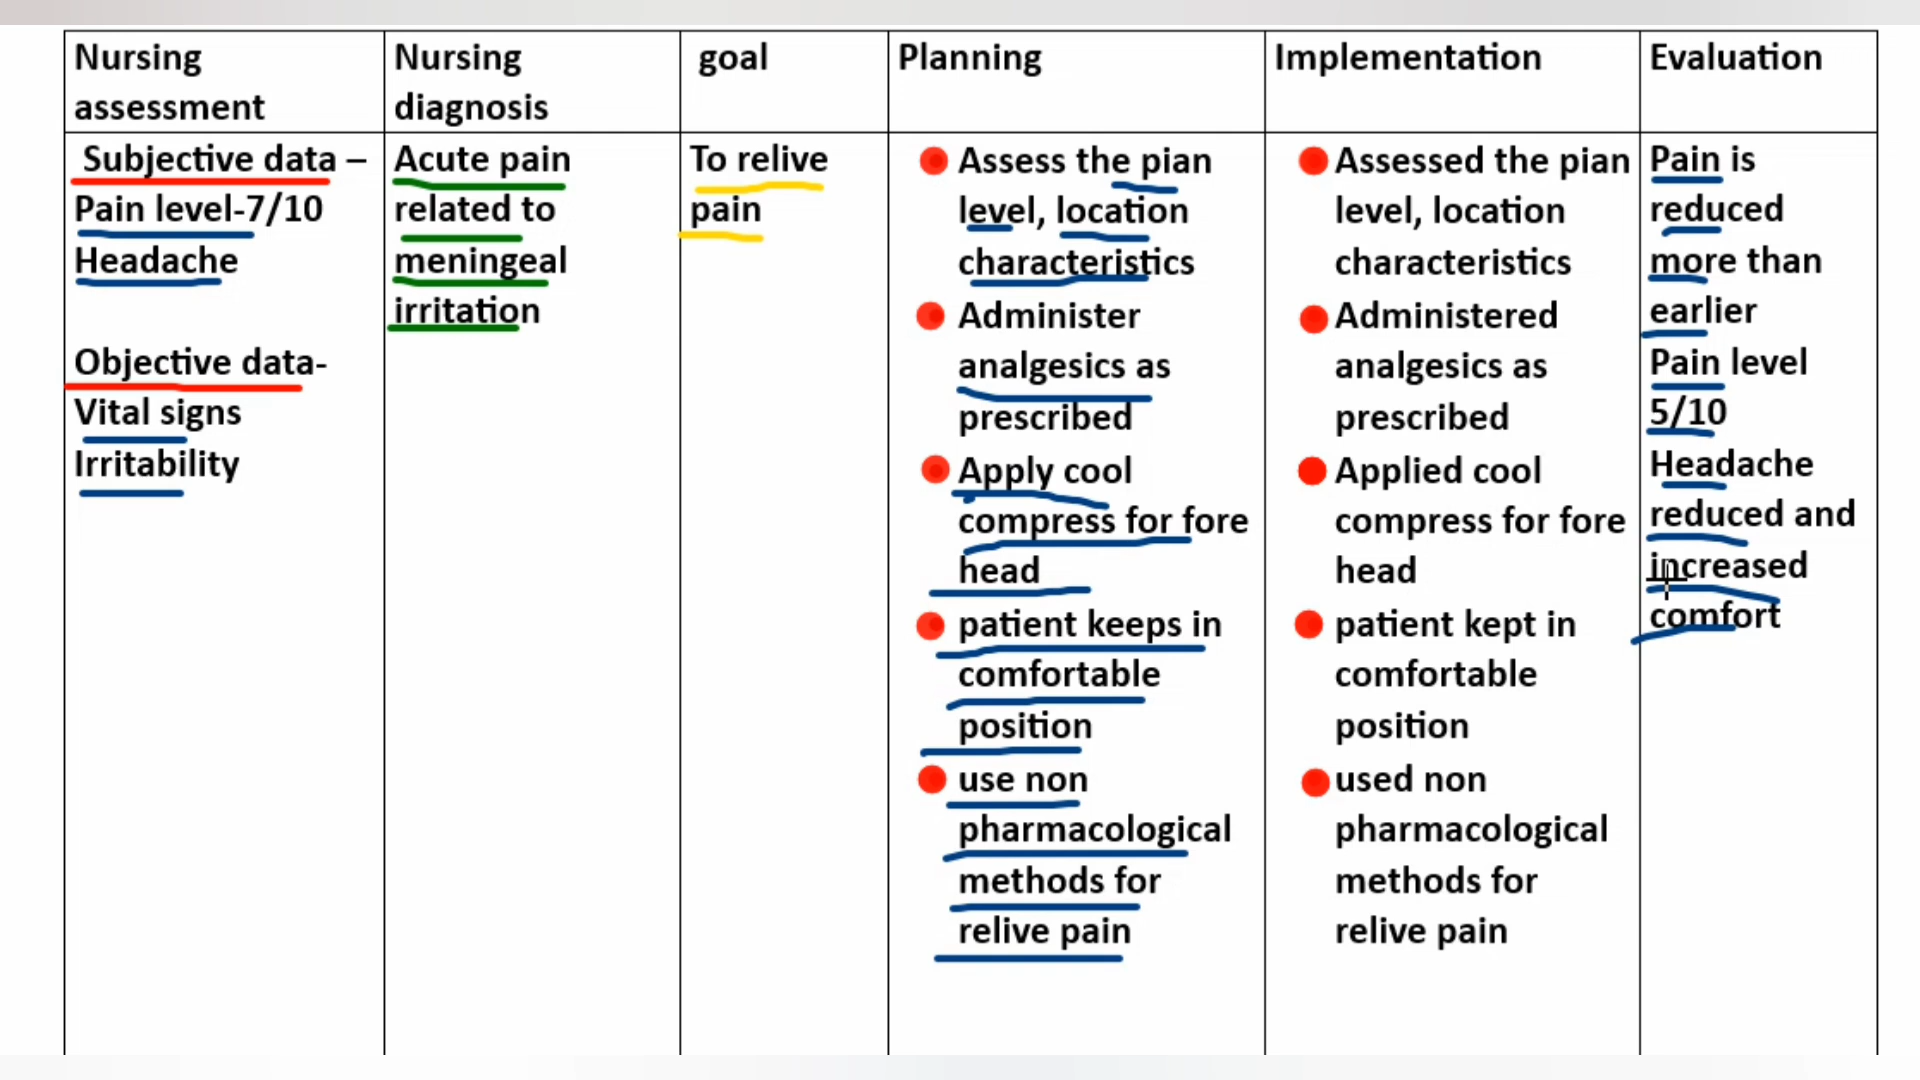 Nursing
assessment
Nursing
diagnosis
goal
Planning
Implementation
Evaluation
Subjective data –
Pain level-7/10
Headache
Objective data-
Vital signs
Irritability
Acute pain
related to
meningeal
irritation
To relive
pain
Assess the pian
level, location
characteristics
Administer
analgesics as
prescribed
Apply cool
compress for fore
head
patient keeps in
comfortable
position
use non
pharmacological
methods for
relive pain
Assessed the pian
level, location
characteristics
Administered
analgesics as
prescribed
Applied cool
compress for fore
head
patient kept in
comfortable
position
used non
pharmacological
methods for
relive pain
Pain is
reduced
more than
earlier
Pain level
5/10
Headache
reduced and
increased
comfort